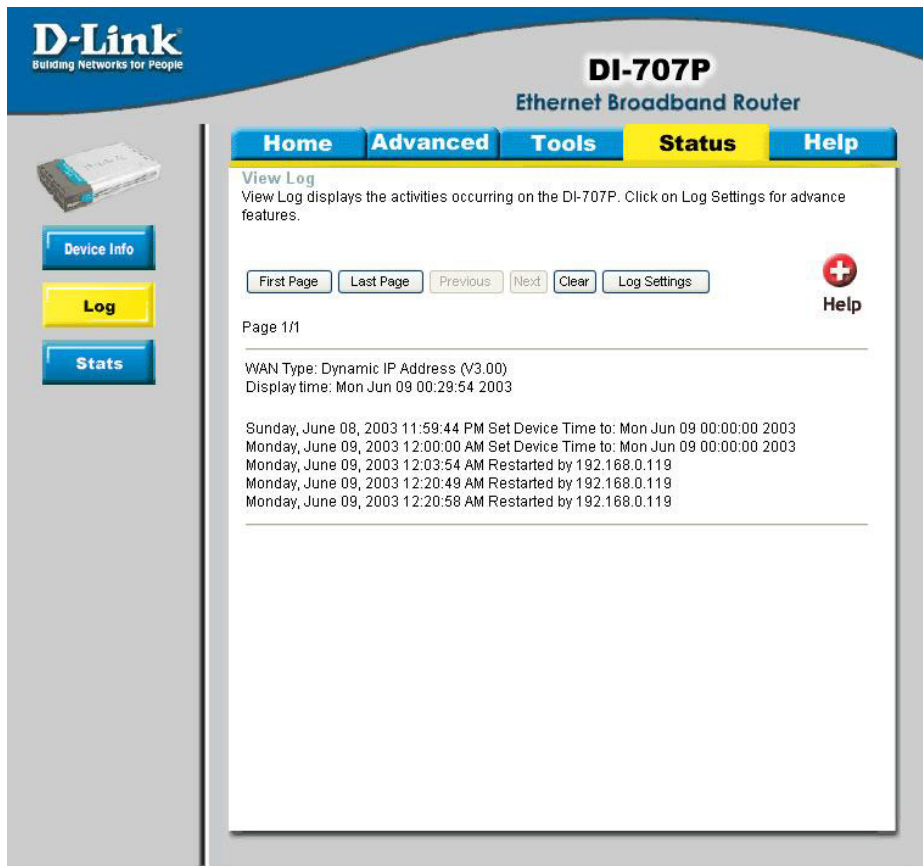 D-Link
Building Networks for People
DI-707P
Ethernet Broadband Router
Home
Advanced
Tools
Status
Help
Device Info
Log
Stats
View Log
View Log displays the activities occurring on the DI-707P. Click on Log Settings for advance
features.
First Page
Last Page
Previous
Next
Clear
Log Settings
Help
Page 1/1
WAN Type: Dynamic IP Address (V3.00)
Display time: Mon Jun 09 00:29:54 2003
Sunday, June 08, 2003 11:59:44 PM Set Device Time to: Mon Jun 09 00:00:00 2003
Monday, June 09, 2003 12:00:00 AM Set Device Time to: Mon Jun 09 00:00:00 2003
Monday, June 09, 2003 12:03:54 AM Restarted by 192.168.0.119
Monday, June 09, 2003 12:20:49 AM Restarted by 192.168.0.119
Monday, June 09, 2003 12:20:58 AM Restarted by 192.168.0.119